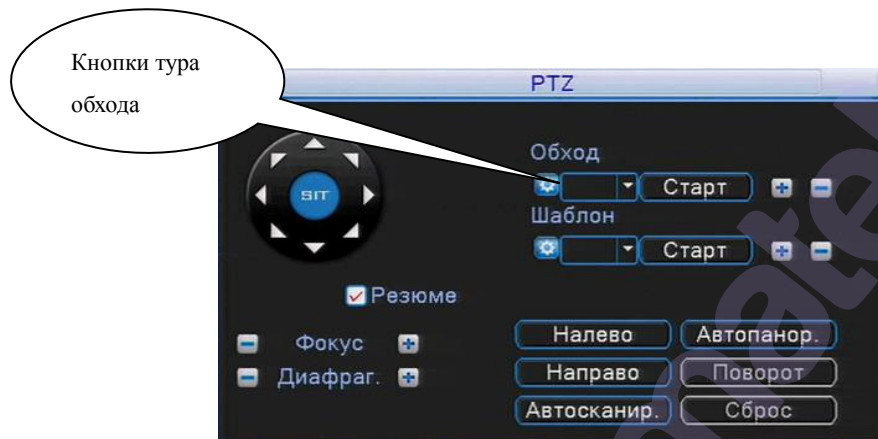 Кнопки тура
обхода
PTZ
Обход
Старт
Шаблон
Старт
SIT
Резюме
Фокус
Диафраг.
Налево
Автопанор.
Направо
Поворот
Автосканир.
Сброс